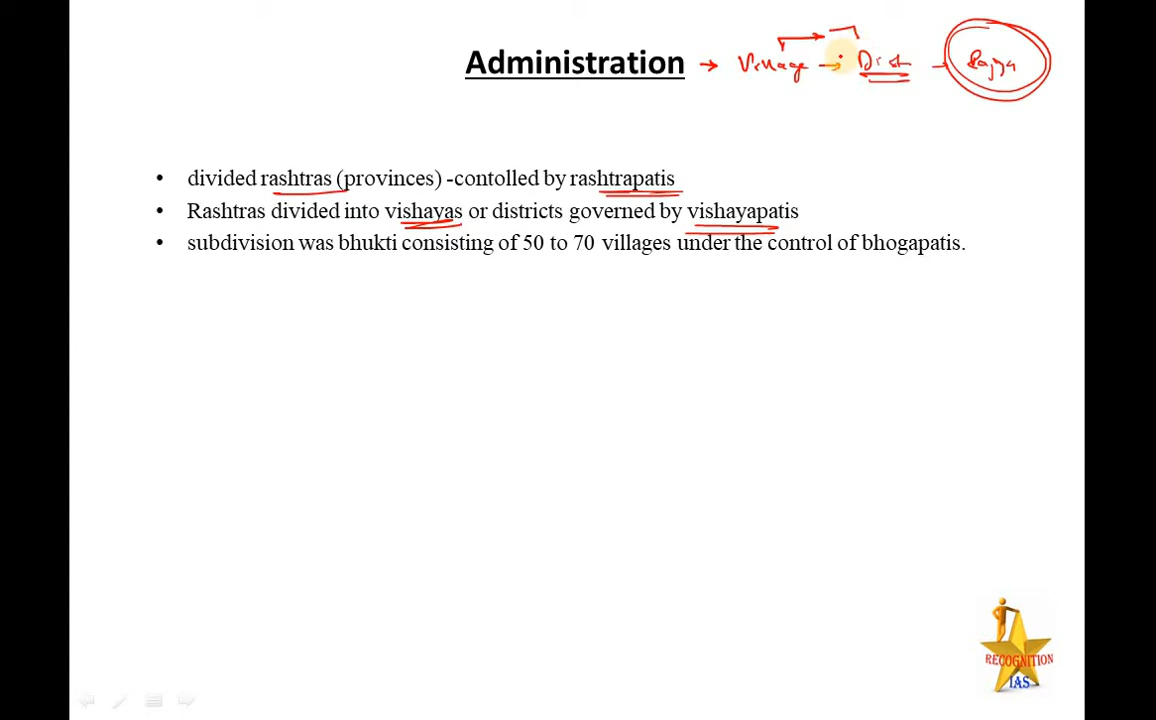 Administration → Village → Dist → Rajya
• divided rashtras (provinces) -contolled by rashtrapatis
• Rashtras divided into vishayas or districts governed by vishayapatis
• subdivision was bhukti consisting of 50 to 70 villages under the control of bhogapatis.
RECOGNITION
IAS